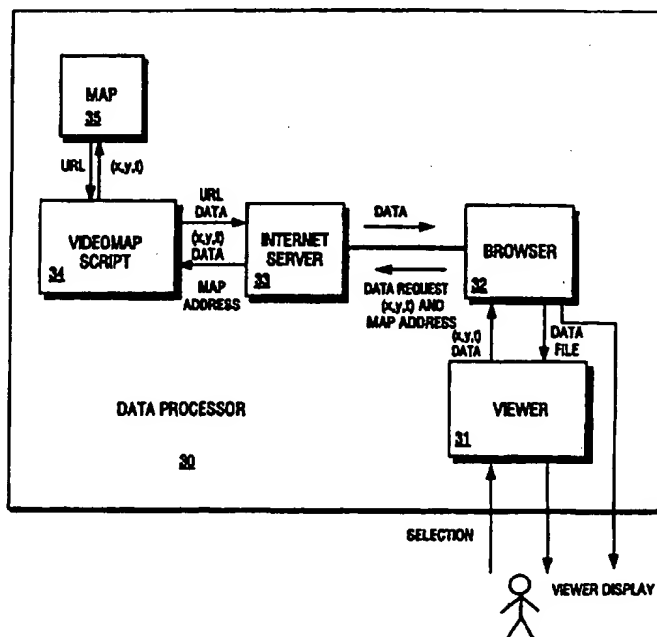 MAP
35
URL
(x,y,t)
VIDEOMAP
SCRIPT
34
URL
DATA
(x,y,t)
DATA
MAP
ADDRESS
INTERNET
SERVER
33
DATA
DATA REQUEST
(x,y,t) AND
MAP ADDRESS
BROWSER
32
(x,y,t)
DATA
DATA
FILE
VIEWER
31
DATA PROCESSOR
30
SELECTION
VIEWER DISPLAY